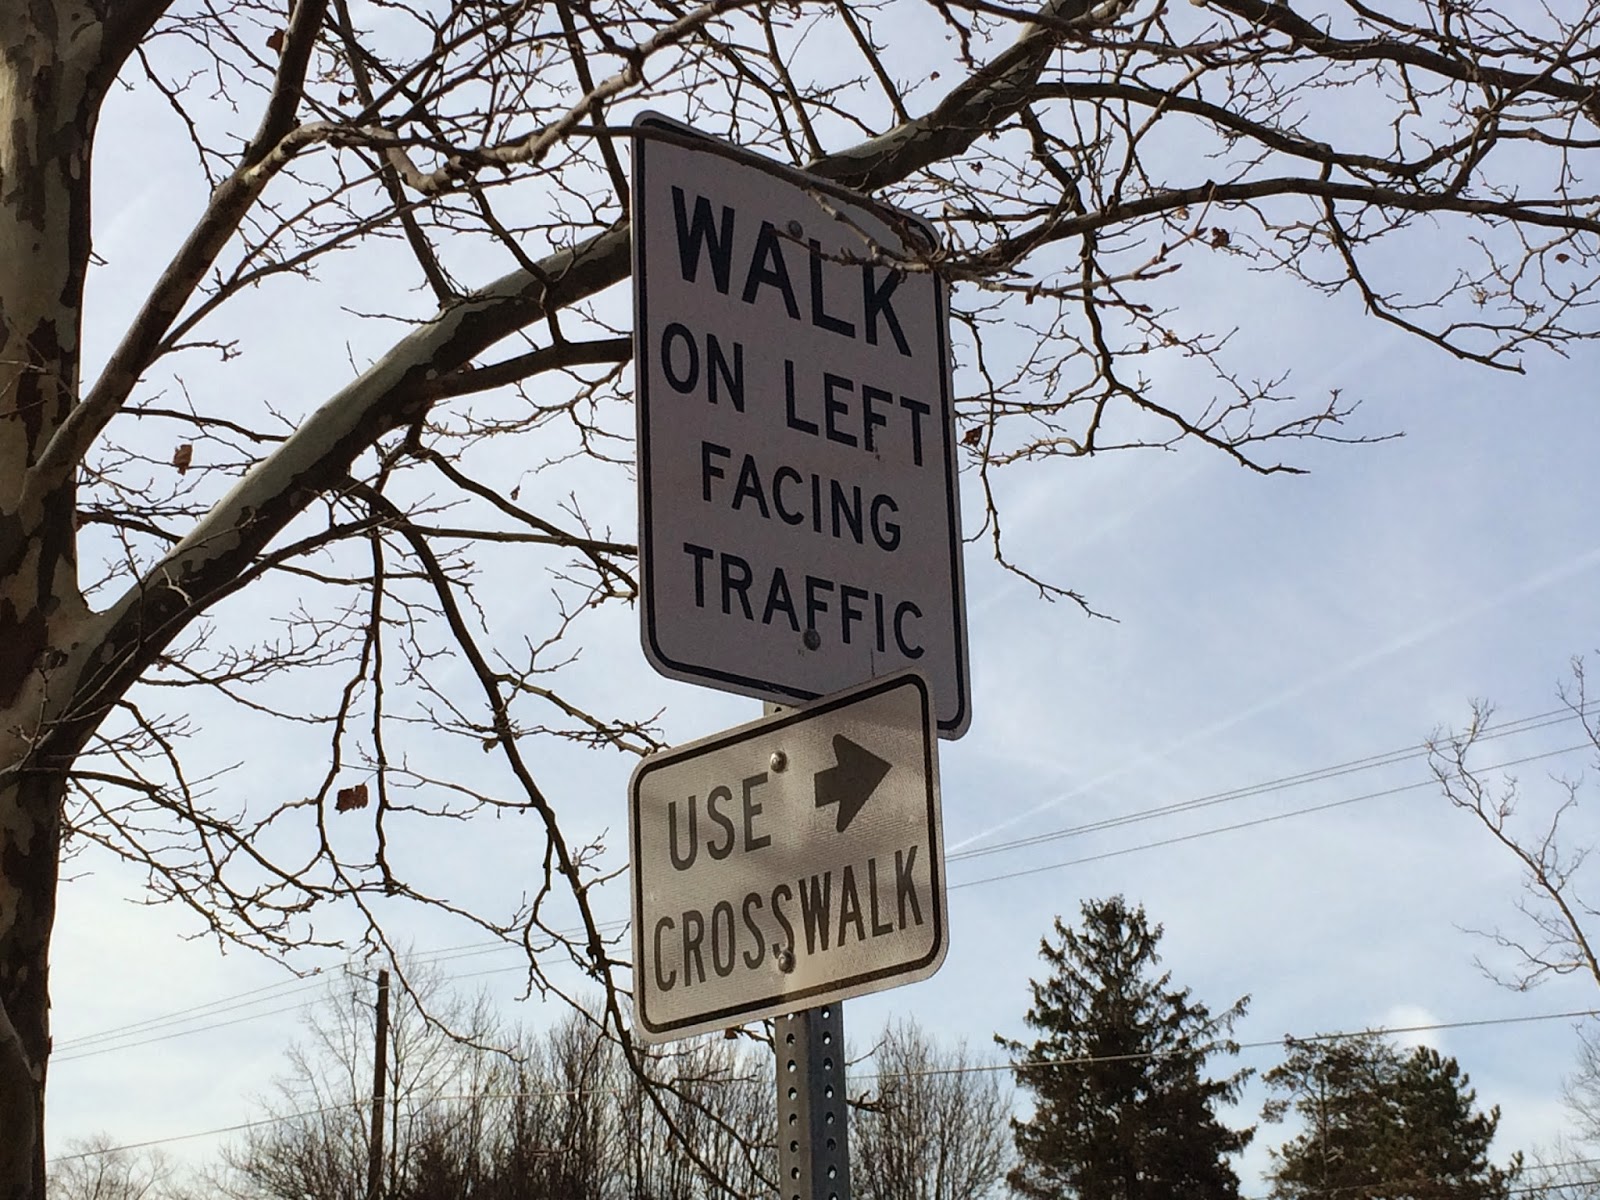 WALK
ON LEFT
FACING
TRAFFIC
USE
CROSSWALK